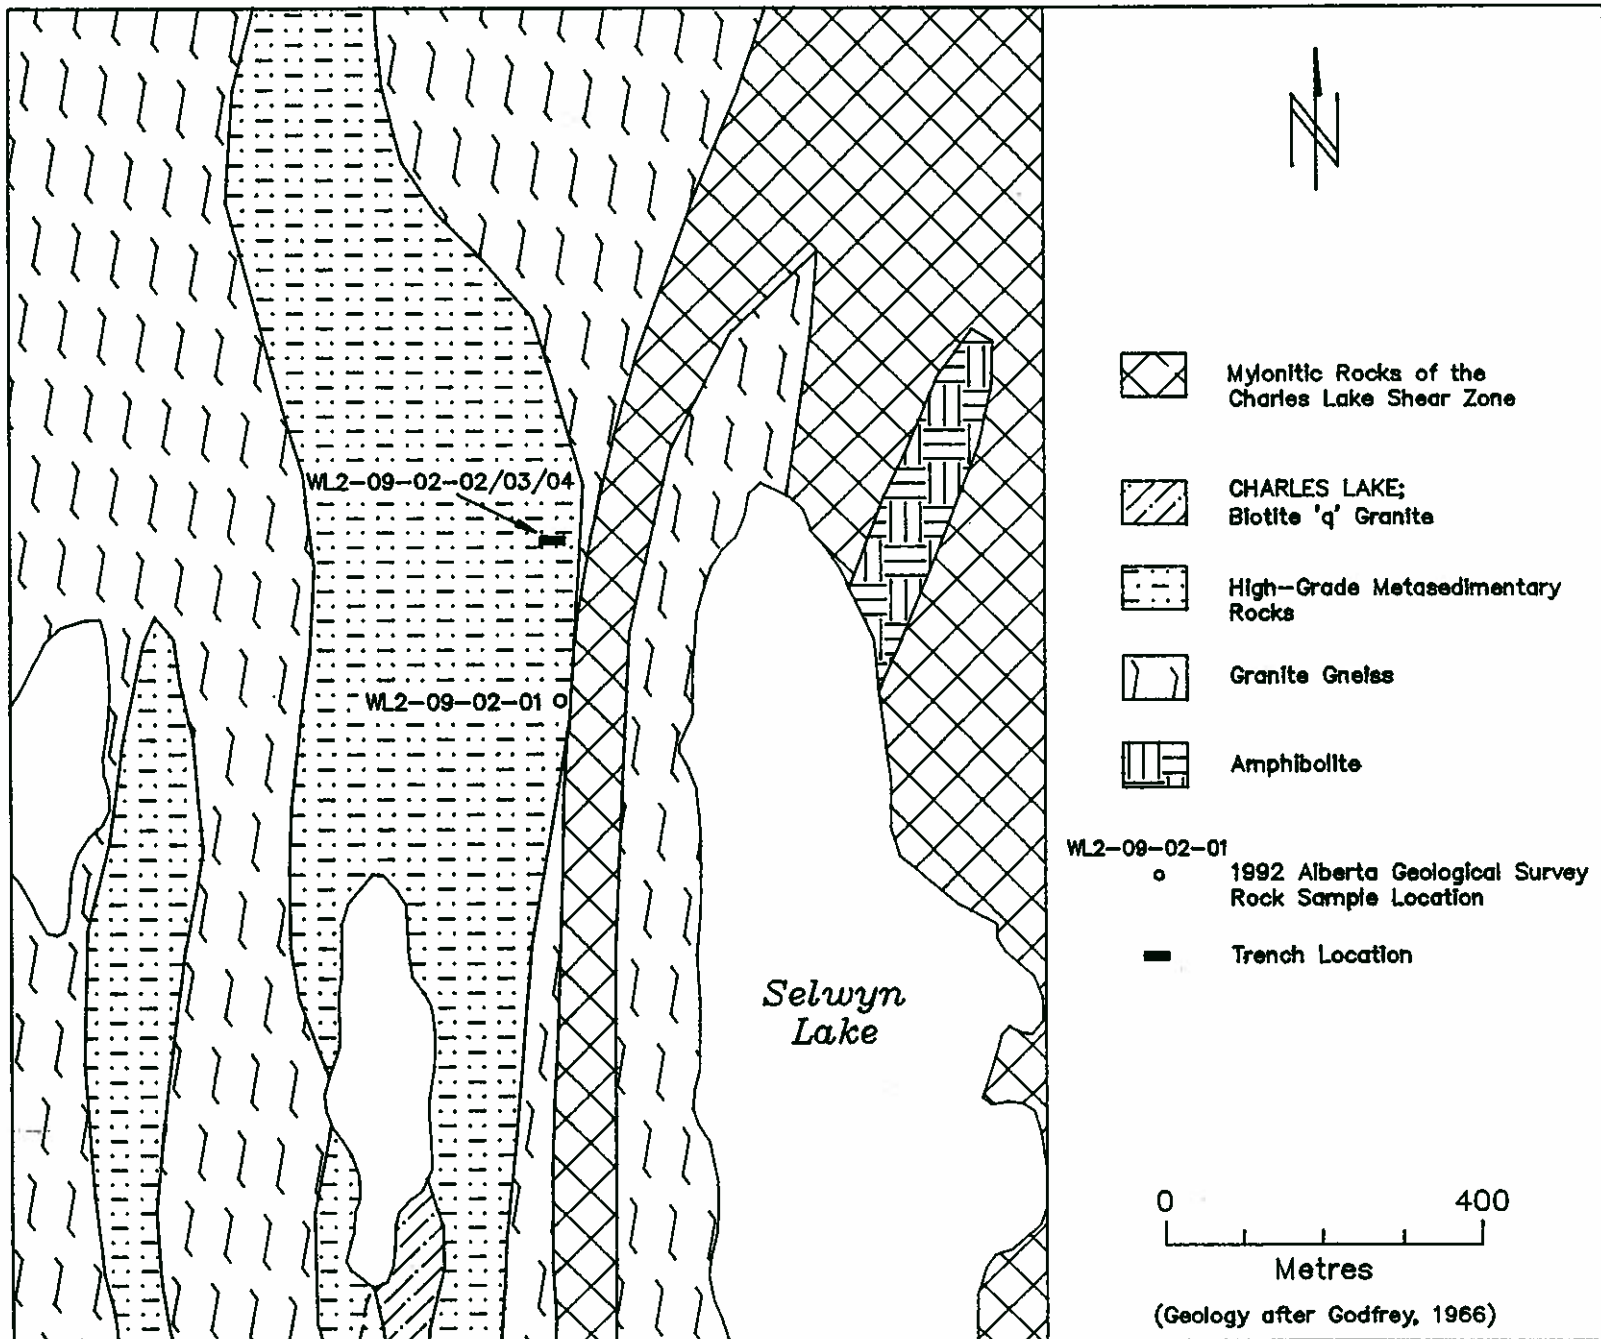 WL2-09-02-02/03/04
WL2-09-02-01
Selwyn
Lake
N
Mylonitic Rocks of the
Charles Lake Shear Zone
CHARLES LAKE;
Biotite 'q' Granite
High-Grade Metasedimentary
Rocks
Granite Gneiss
Amphibolite
WL2-09-02-01
1992 Alberta Geological Survey
Rock Sample Location
Trench Location
0 400
Metres
(Geology after Godfrey, 1966)